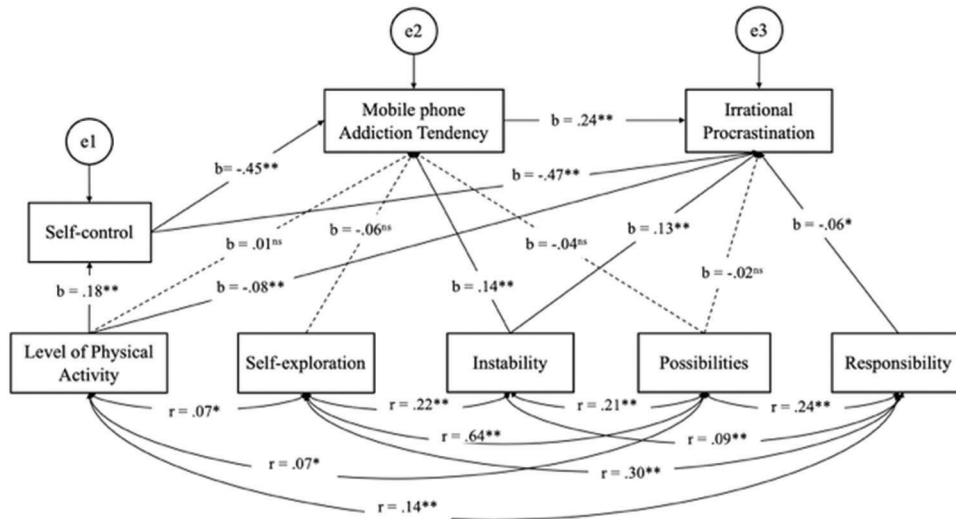 e2
e3
Mobile phone
Addiction Tendency
b = .24**
Irrational
Procrastination
e1
b= -.45**
b = -.47**
Self-control
b = .01ns
b = -.06ns
b = -.04ns
b = .13**
b = -.06*
b = .18**
b = -.08**
b = .14**
b = -.02ns
Level of Physical
Activity
Self-exploration
Instability
Possibilities
Responsibility
r = .07*
r = .22**
r = .21**
r = .24**
r = .64**
r = .09**
r = .07*
r = .30**
r = .14**